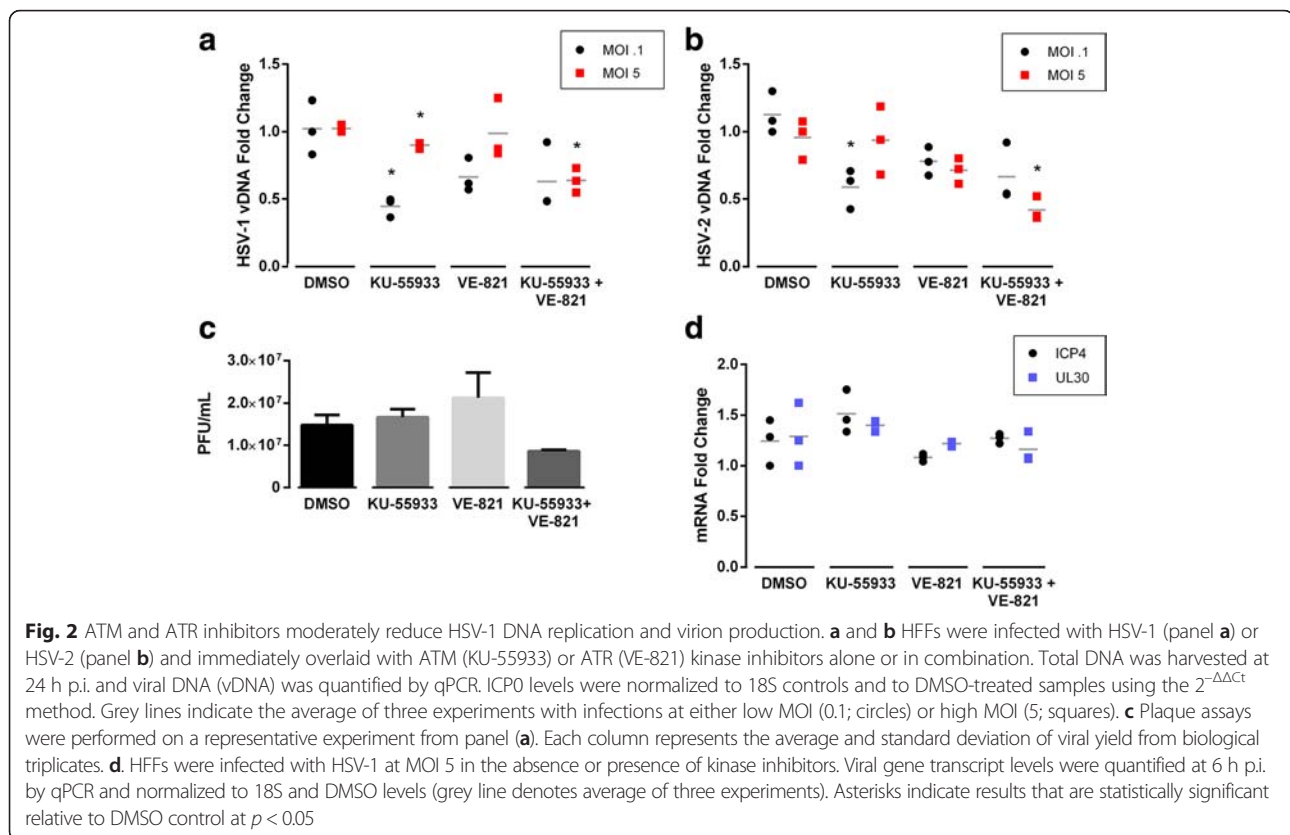 a
MOI .1
MOI 5
HSV-1 vDNA Fold Change
1.5
1.0
0.5
0.0
*
*
*
DMSO
KU-55933
VE-821
KU-55933 +
VE-821
b
MOI .1
MOI 5
HSV-2 vDNA Fold Change
1.5
1.0
0.5
0.0
*
*
DMSO
KU-55933
VE-821
KU-55933 +
VE-821
c
PFU/mL
3.0×10⁷
2.0×10⁷
1.0×10⁷
0
DMSO
KU-55933
VE-821
KU-55933+
VE-821
d
ICP4
UL30
mRNA Fold Change
2.0
1.5
1.0
0.5
0.0
DMSO
KU-55933
VE-821
KU-55933 +
VE-821
Fig. 2 ATM and ATR inhibitors moderately reduce HSV-1 DNA replication and virion production. a and b HFFs were infected with HSV-1 (panel a) or
HSV-2 (panel b) and immediately overlaid with ATM (KU-55933) or ATR (VE-821) kinase inhibitors alone or in combination. Total DNA was harvested at
24 h p.i. and viral DNA (vDNA) was quantified by qPCR. ICP0 levels were normalized to 18S controls and to DMSO-treated samples using the 2^−ΔΔCt
method. Grey lines indicate the average of three experiments with infections at either low MOI (0.1; circles) or high MOI (5; squares). c Plaque assays
were performed on a representative experiment from panel (a). Each column represents the average and standard deviation of viral yield from biological
triplicates. d. HFFs were infected with HSV-1 at MOI 5 in the absence or presence of kinase inhibitors. Viral gene transcript levels were quantified at 6 h p.i.
by qPCR and normalized to 18S and DMSO levels (grey line denotes average of three experiments). Asterisks indicate results that are statistically significant
relative to DMSO control at p < 0.05